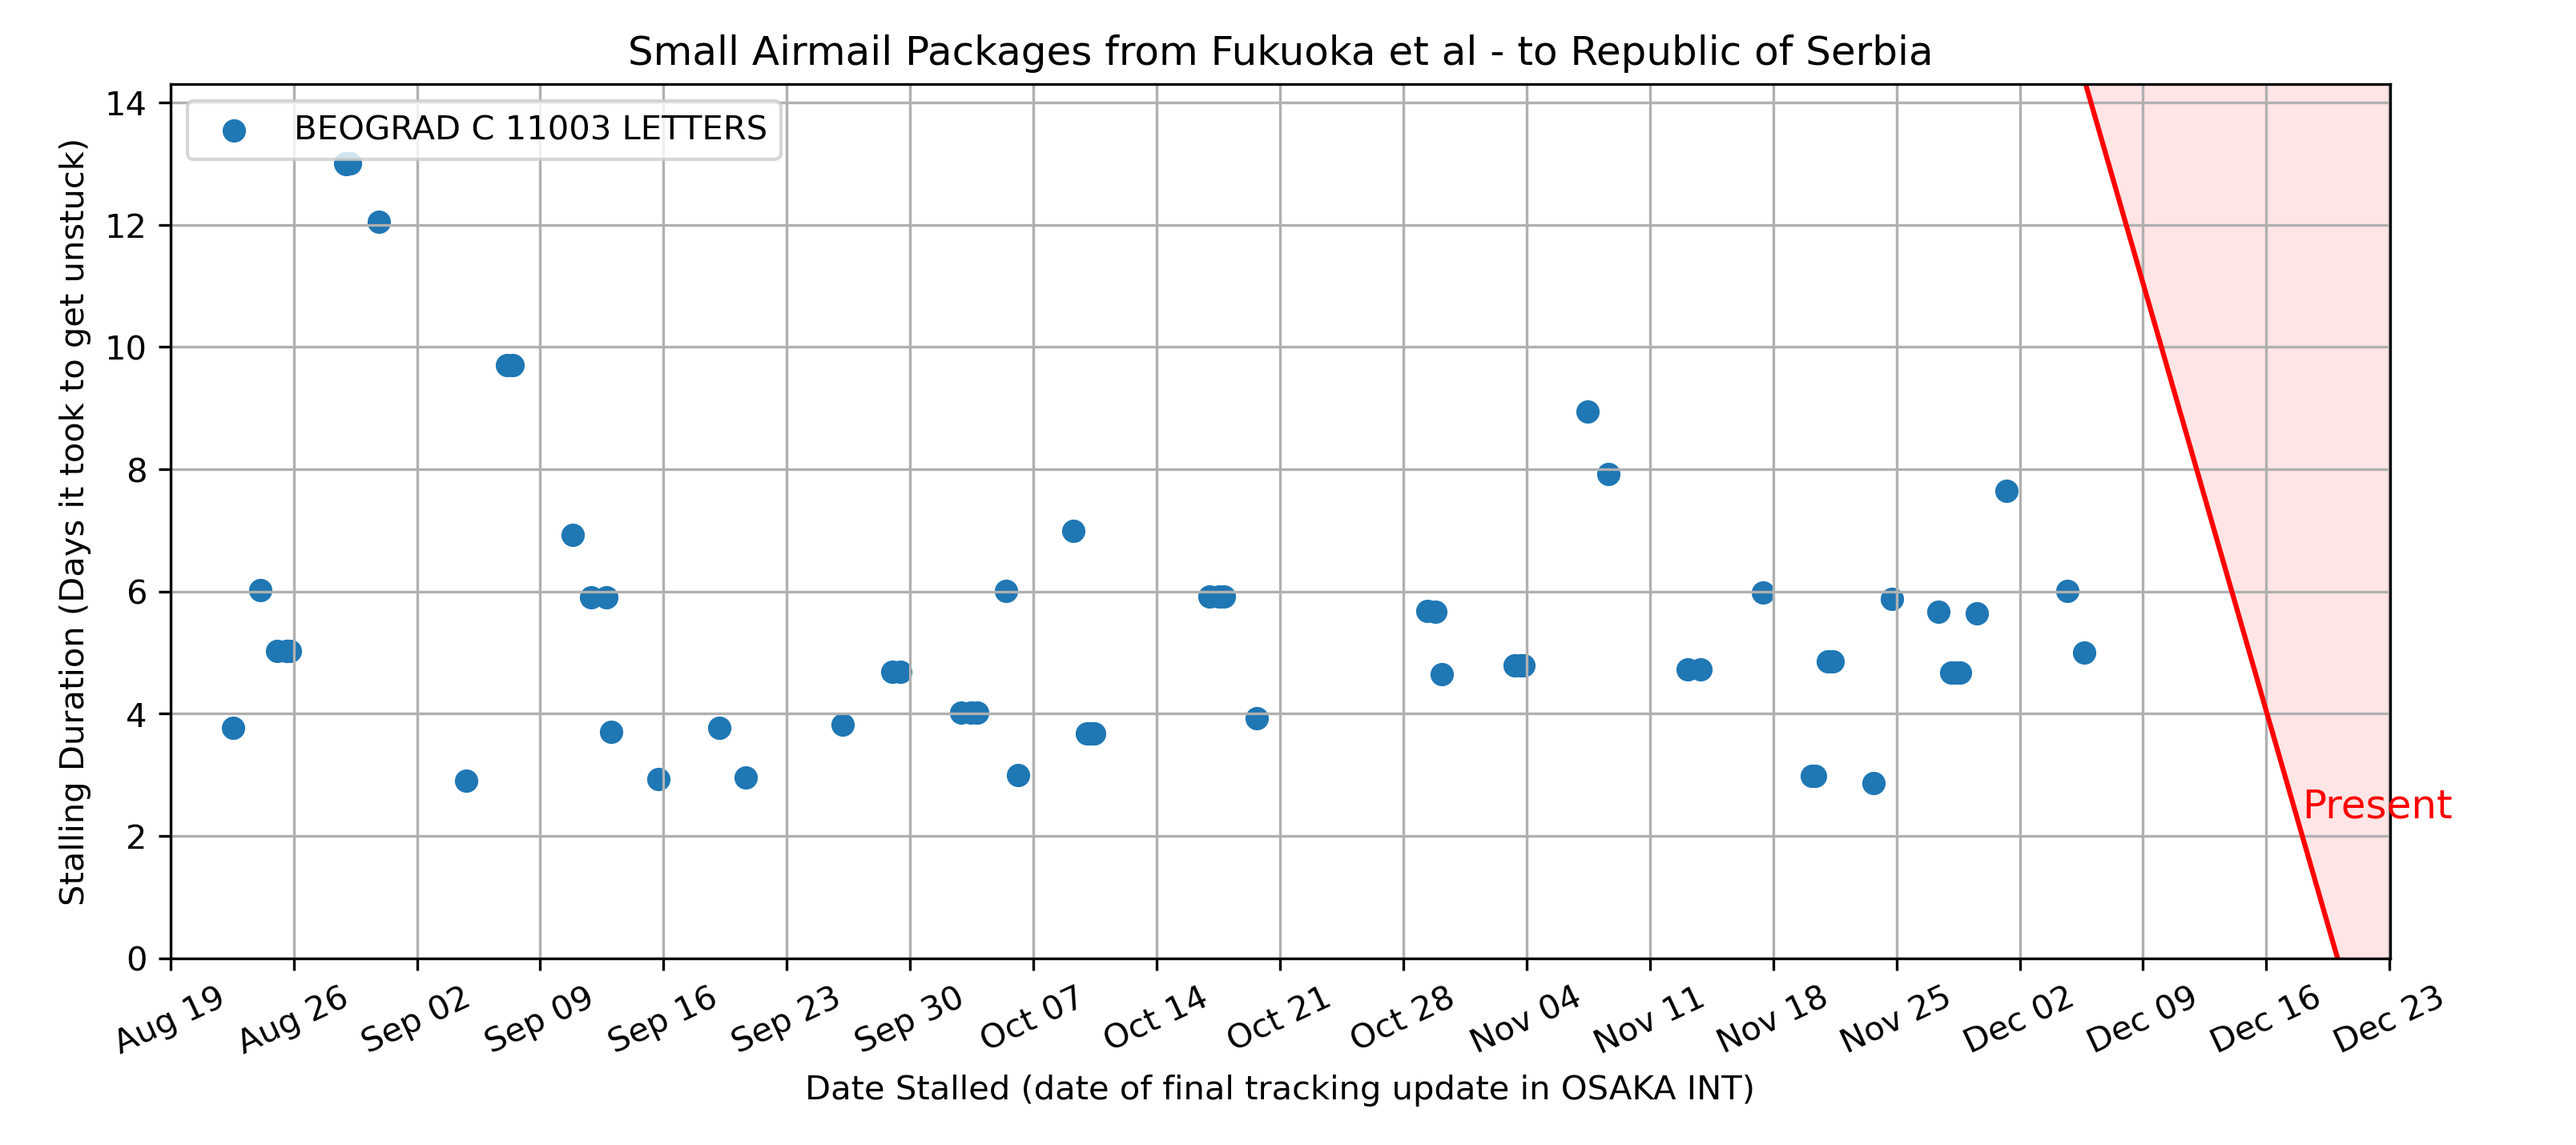 Small Airmail Packages from Fukuoka et al - to Republic of Serbia
BEOGRAD C 11003 LETTERS
Stalling Duration (Days it took to get unstuck)
14
12
10
8
6
4
2
0
Present
Aug 19 Aug 26 Sep 02 Sep 09 Sep 16 Sep 23 Sep 30 Oct 07 Oct 14 Oct 21 Oct 28 Nov 04 Nov 11 Nov 18 Nov 25 Dec 02 Dec 09 Dec 16 Dec 23
Date Stalled (date of final tracking update in OSAKA INT)